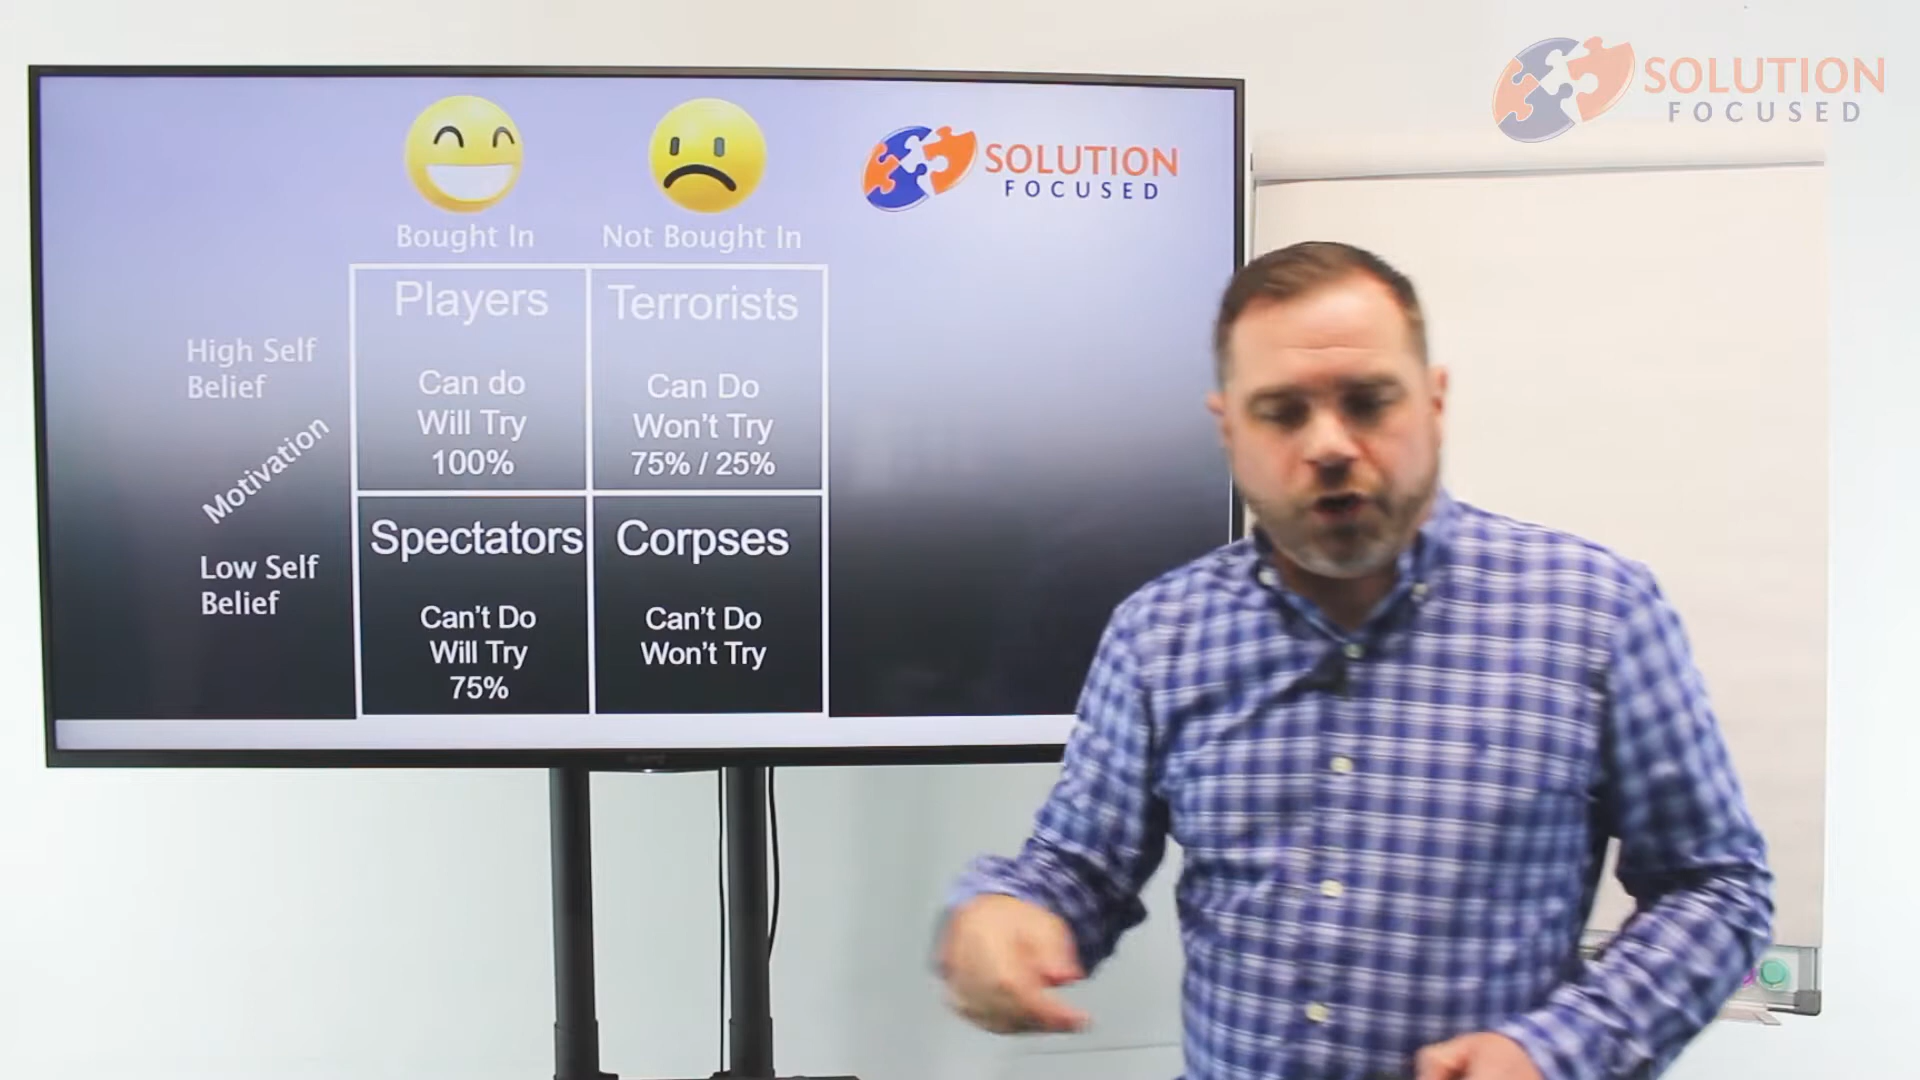 SOLUTION
FOCUSED
SOLUTION
FOCUSED
Bought In
Not Bought In
Players
Terrorists
High Self
Belief
Can do
Will Try
100%
Can Do
Won't Try
75% / 25%
Motivation
Spectators
Corpses
Low Self
Belief
Can't Do
Will Try
75%
Can't Do
Won't Try